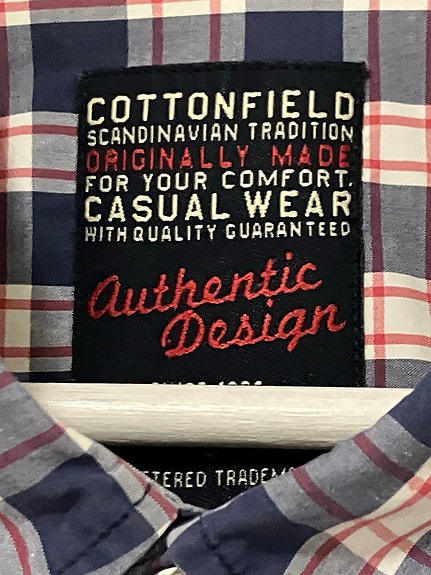 COTTONFIELD
SCANDINAVIAN TRADITION
ORIGINALLY MADE
FOR YOUR COMFORT.
CASUAL WEAR
WITH QUALITY GUARANTEED
Authentic
Design